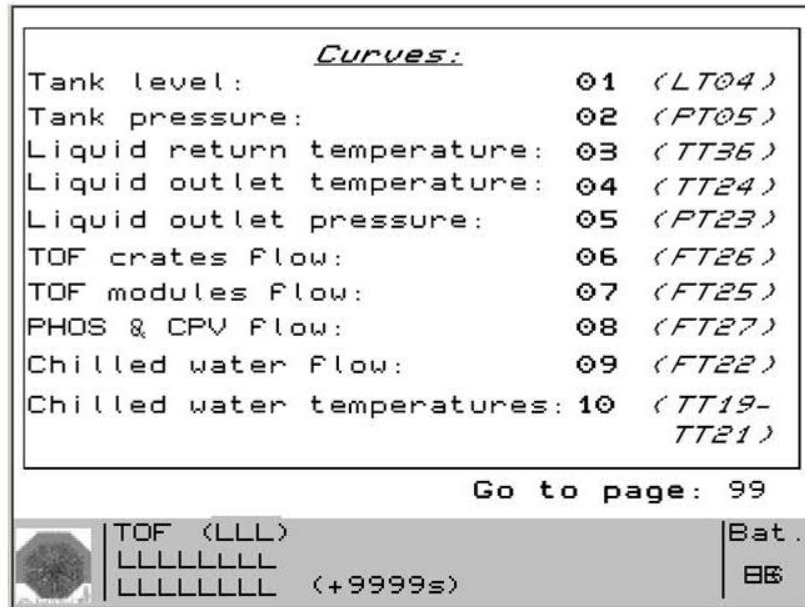 Curves:
Tank level: 01 (LT04)
Tank pressure: 02 (PT05)
Liquid return temperature: 03 (TT36)
Liquid outlet temperature: 04 (TT24)
Liquid outlet pressure: 05 (PT23)
TOF crates flow: 06 (FT26)
TOF modules flow: 07 (FT25)
PHOS & CPV flow: 08 (FT27)
Chilled water flow: 09 (FT22)
Chilled water temperatures: 10 (TT19-
TT21)
Go to page: 99
TOF (LLL) Bat.
LLLLLLLL
LLLLLLLL (+9999s)